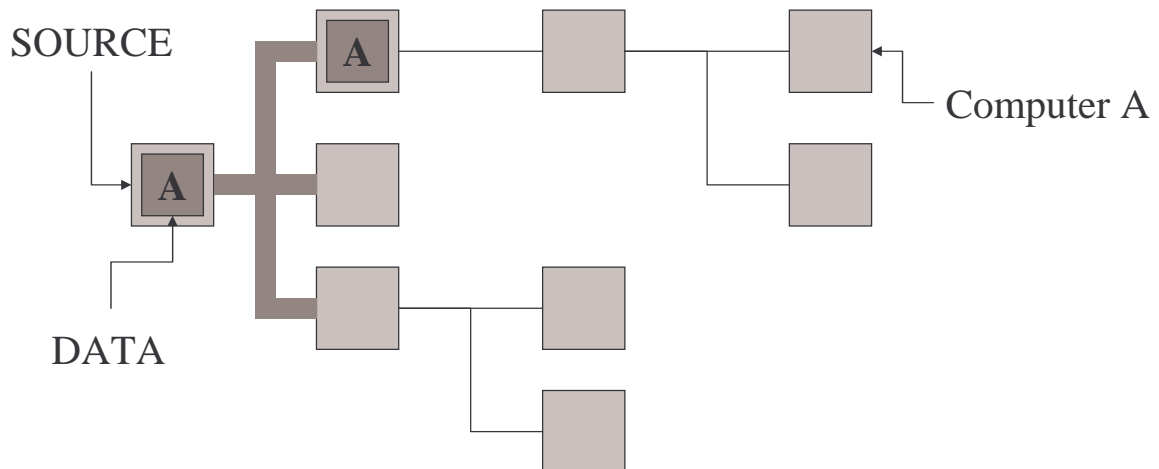 SOURCE
A
Computer A
A
DATA